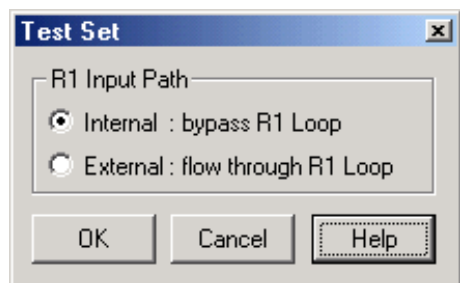 Test Set
R1 Input Path
Internal : bypass R1 Loop
External : flow through R1 Loop
OK Cancel Help